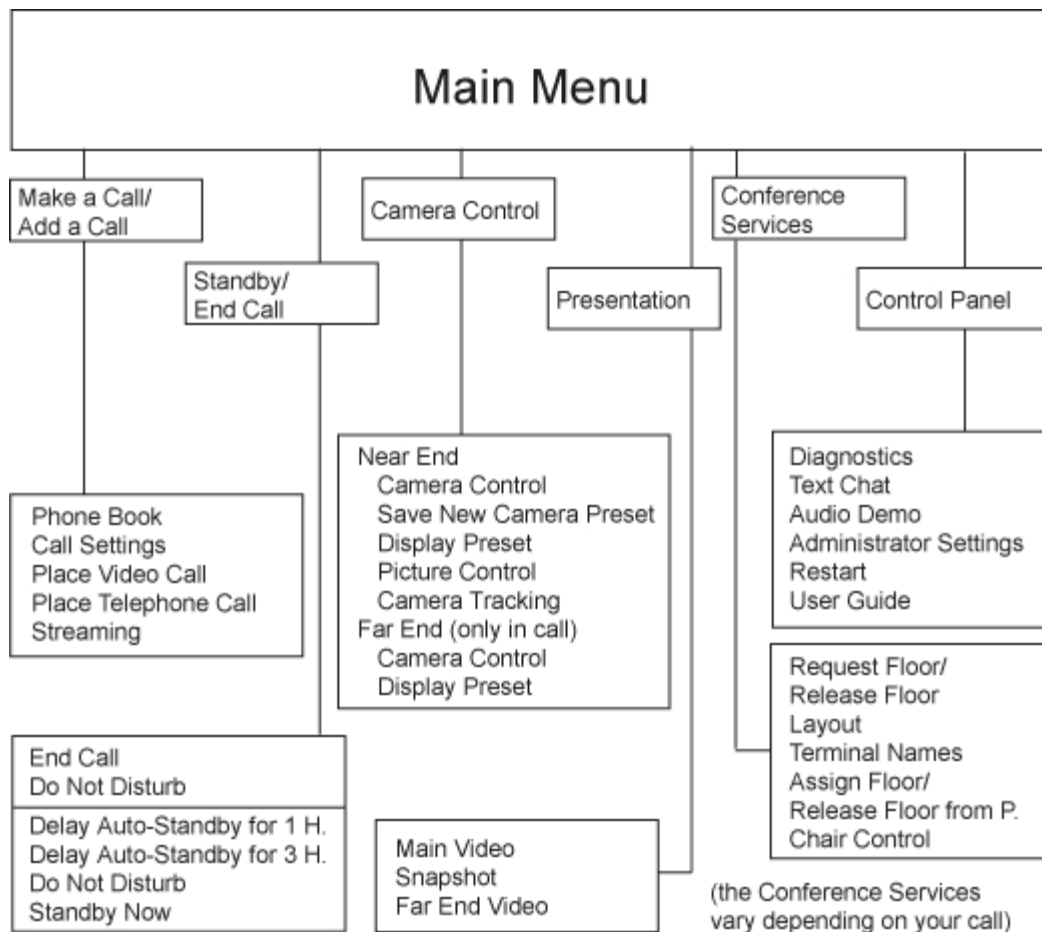 Main Menu
Make a Call/
Add a Call
Standby/
End Call
Camera Control
Presentation
Conference
Services
Control Panel
Phone Book
Call Settings
Place Video Call
Place Telephone Call
Streaming
End Call
Do Not Disturb
Delay Auto-Standby for 1 H.
Delay Auto-Standby for 3 H.
Do Not Disturb
Standby Now
Near End
Camera Control
Save New Camera Preset
Display Preset
Picture Control
Camera Tracking
Far End (only in call)
Camera Control
Display Preset
Main Video
Snapshot
Far End Video
Diagnostics
Text Chat
Audio Demo
Administrator Settings
Restart
User Guide
Request Floor/
Release Floor
Layout
Terminal Names
Assign Floor/
Release Floor from P.
Chair Control
(the Conference Services
vary depending on your call)